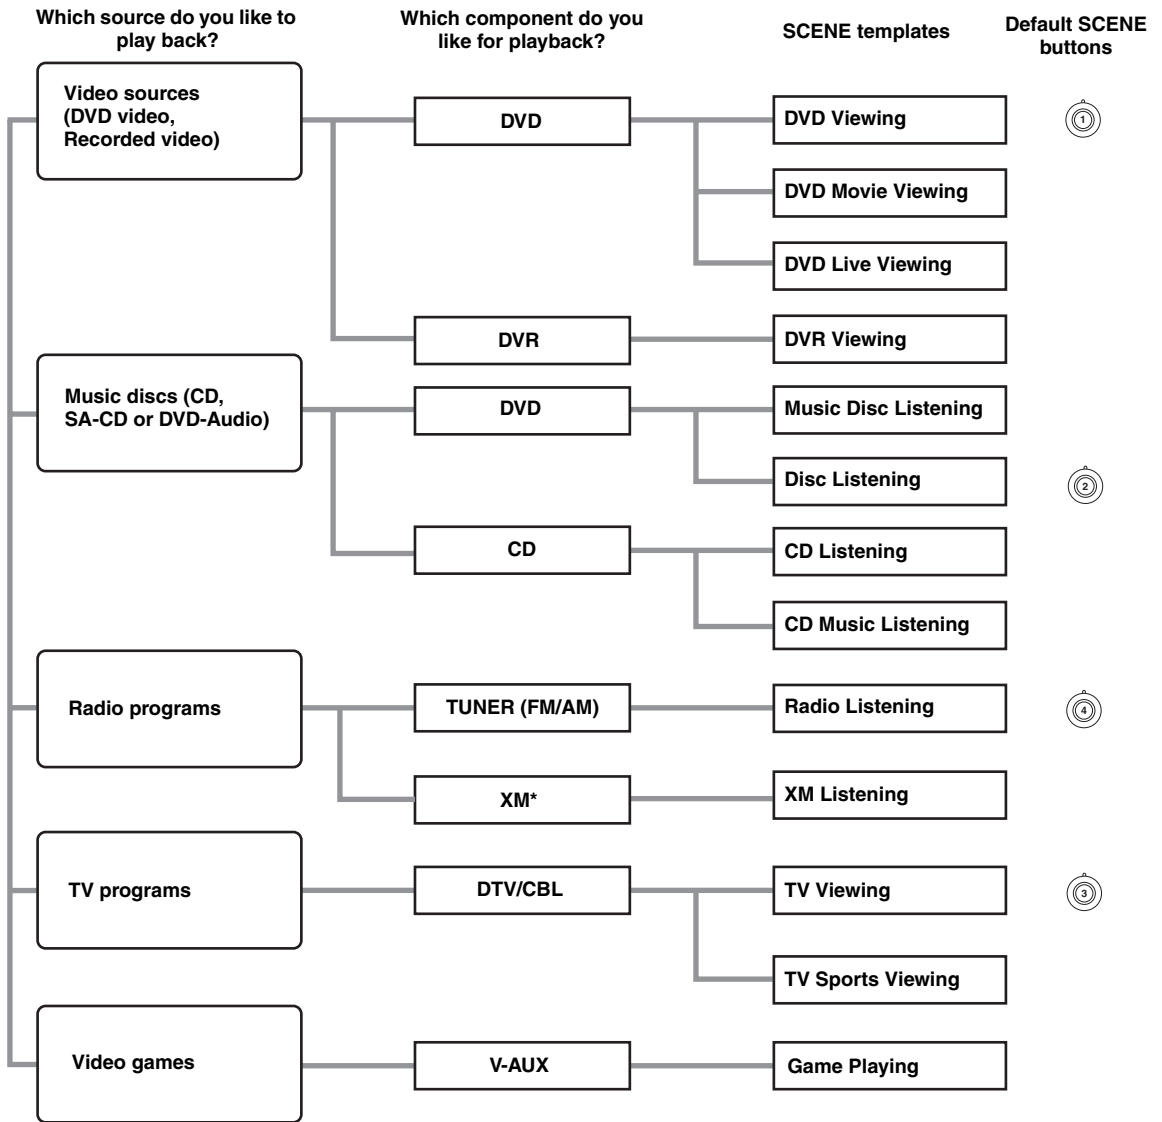 Which source do you like to
play back?
Which component do you
like for playback?
SCENE templates
Default SCENE
buttons
Video sources
(DVD video,
Recorded video)
DVD
DVD Viewing
1
DVD Movie Viewing
DVD Live Viewing
DVR
DVR Viewing
Music discs (CD,
SA-CD or DVD-Audio)
DVD
Music Disc Listening
Disc Listening
2
CD
CD Listening
CD Music Listening
Radio programs
TUNER (FM/AM)
Radio Listening
4
XM*
XM Listening
TV programs
DTV/CBL
TV Viewing
3
TV Sports Viewing
Video games
V-AUX
Game Playing